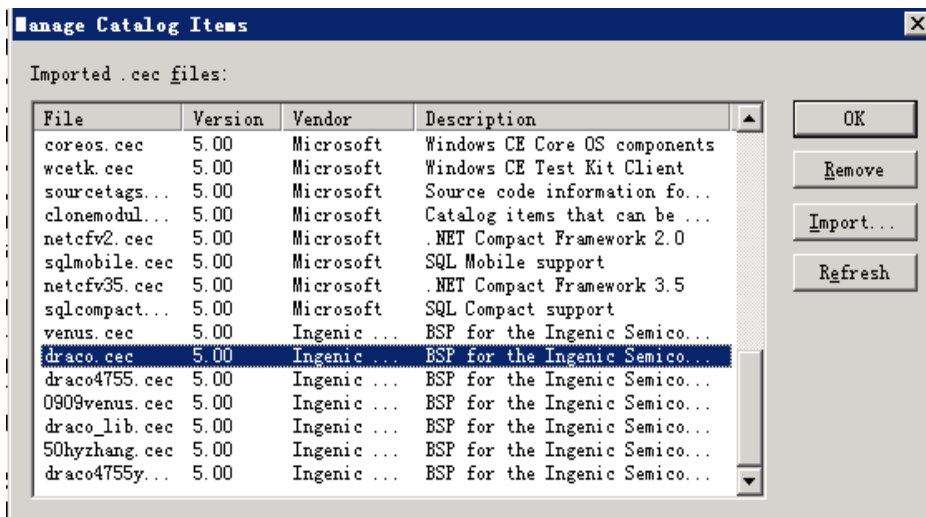 Manage Catalog Items
Imported .cec files:
File Version Vendor Description
coreos.cec 5.00 Microsoft Windows CE Core OS components
wcetk.cec 5.00 Microsoft Windows CE Test Kit Client
sourcetags... 5.00 Microsoft Source code information fo...
clonemodul... 5.00 Microsoft Catalog items that can be ...
netcfv2.cec 5.00 Microsoft .NET Compact Framework 2.0
sqlmobile.cec 5.00 Microsoft SQL Mobile support
netcfv35.cec 5.00 Microsoft .NET Compact Framework 3.5
sqlcompact... 5.00 Microsoft SQL Compact support
venus.cec 5.00 Ingenic ... BSP for the Ingenic Semico...
draco.cec 5.00 Ingenic ... BSP for the Ingenic Semico...
draco4755.cec 5.00 Ingenic ... BSP for the Ingenic Semico...
0909venus.cec 5.00 Ingenic ... BSP for the Ingenic Semico...
draco_lib.cec 5.00 Ingenic ... BSP for the Ingenic Semico...
50hyzhang.cec 5.00 Ingenic ... BSP for the Ingenic Semico...
draco4755y... 5.00 Ingenic ... BSP for the Ingenic Semico...
OK
Remove
Import...
Refresh